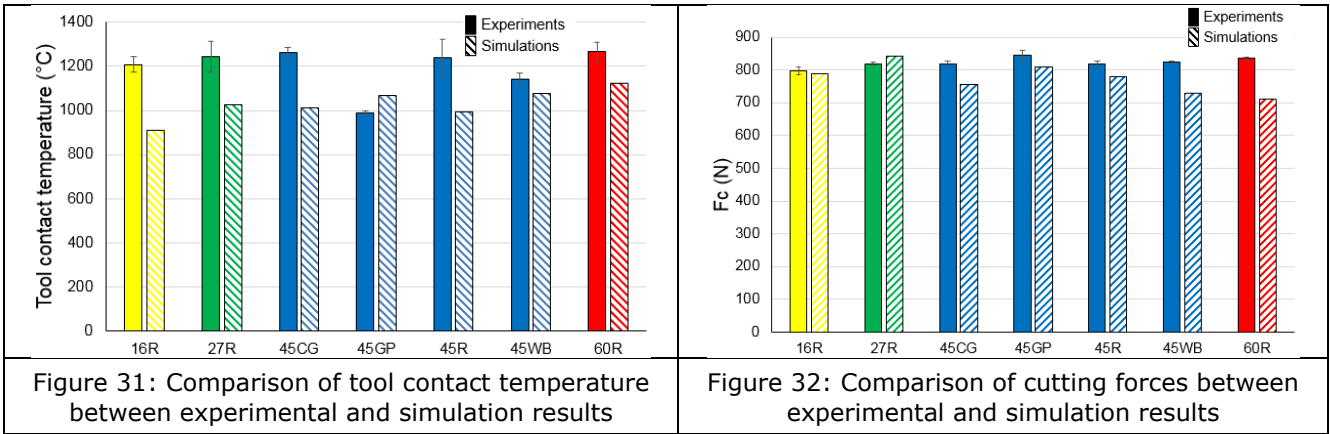 1400
1200
1000
800
600
400
200
0
Tool contact temperature (°C)
Experiments
Simulations
16R 27R 45CG 45GP 45R 45WB 60R
Figure 31: Comparison of tool contact temperature
between experimental and simulation results
900
800
700
600
500
400
300
200
100
0
Fc (N)
Experiments
Simulations
16R 27R 45CG 45GP 45R 45WB 60R
Figure 32: Comparison of cutting forces between
experimental and simulation results